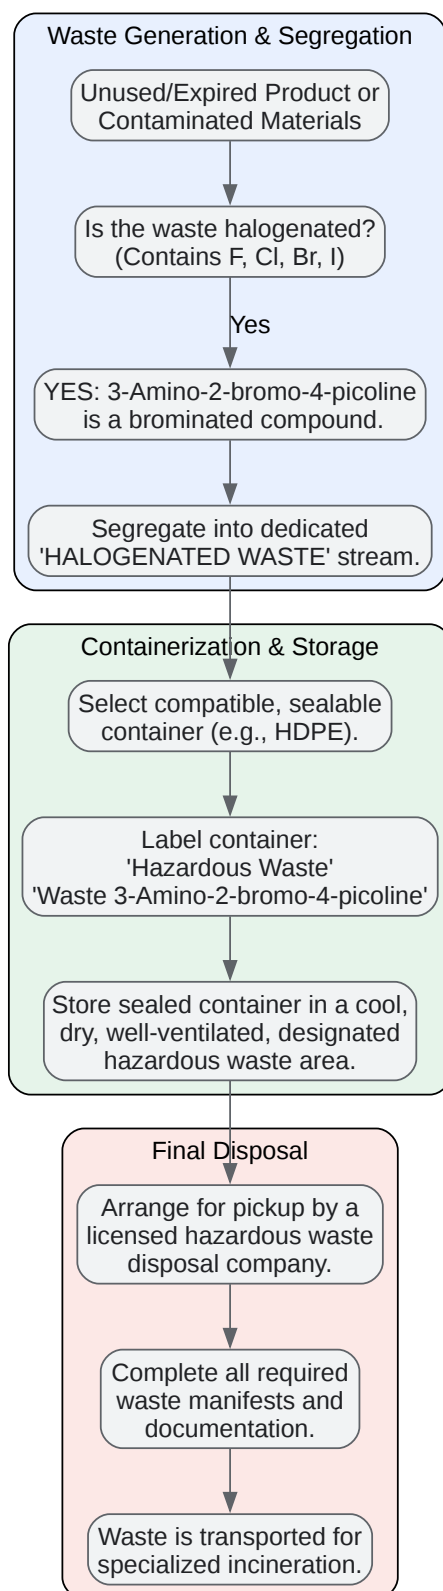 Waste Generation & Segregation
Unused/Expired Product or
Contaminated Materials
Is the waste halogenated?
(Contains F, Cl, Br, I)
Yes
YES: 3-Amino-2-bromo-4-picoline
is a brominated compound.
Segregate into dedicated
'HALOGENATED WASTE' stream.
Containerization & Storage
Select compatible, sealable
container (e.g., HDPE).
Label container:
'Hazardous Waste'
'Waste 3-Amino-2-bromo-4-picoline'
Store sealed container in a cool,
dry, well-ventilated, designated
hazardous waste area.
Final Disposal
Arrange for pickup by a
licensed hazardous waste
disposal company.
Complete all required
waste manifests and
documentation.
Waste is transported for
specialized incineration.